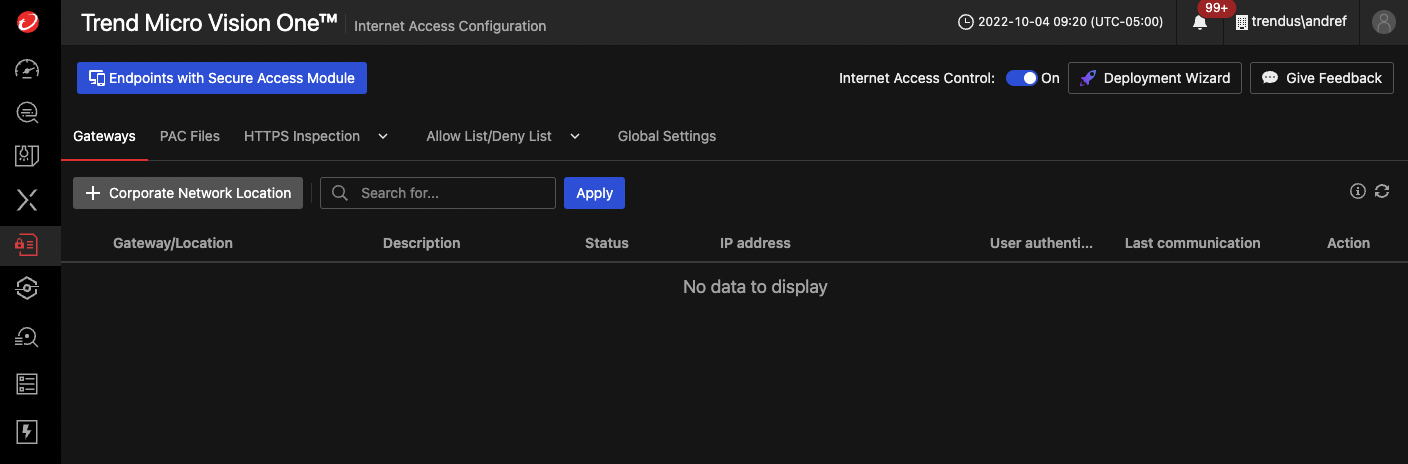 Trend Micro Vision One™ Internet Access Configuration 2022-10-04 09:20 (UTC-05:00) 99+ trendus\andref
Endpoints with Secure Access Module Internet Access Control: On Deployment Wizard Give Feedback
Gateways PAC Files HTTPS Inspection Allow List/Deny List Global Settings
+ Corporate Network Location Search for... Apply
Gateway/Location Description Status IP address User authenti... Last communication Action
No data to display